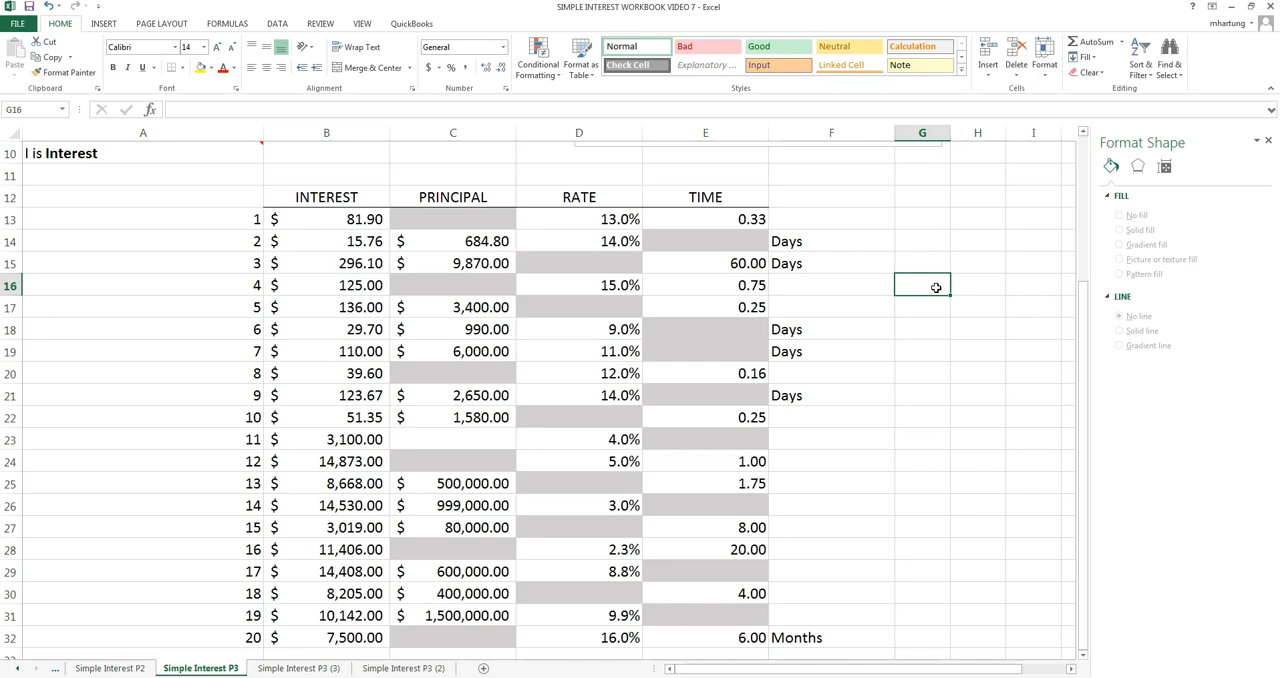 SIMPLE INTEREST WORKBOOK VIDEO 7 - Excel
FILE HOME INSERT PAGE LAYOUT FORMULAS DATA REVIEW VIEW QuickBooks mhartung
Cut Calibri 14 Wrap Text General Normal Bad Good Neutral Calculation AutoSum
Copy Fill
Paste Format Painter Merge & Center Conditional Formatting Format as Table Check Cell Explanatory ... Input Linked Cell Note Insert Delete Format Clear Sort & Filter Find & Select
Clipboard Font Alignment Number Styles Cells Editing
G16
A B C D E F G H I
10 I is Interest
11
12 INTEREST PRINCIPAL RATE TIME
13 1 $ 81.90 13.0% 0.33
14 2 $ 15.76 $ 684.80 14.0% Days
15 3 $ 296.10 $ 9,870.00 60.00 Days
16 4 $ 125.00 15.0% 0.75
17 5 $ 136.00 $ 3,400.00 0.25
18 6 $ 29.70 $ 990.00 9.0% Days
19 7 $ 110.00 $ 6,000.00 11.0% Days
20 8 $ 39.60 12.0% 0.16
21 9 $ 123.67 $ 2,650.00 14.0% Days
22 10 $ 51.35 $ 1,580.00 0.25
23 11 $ 3,100.00 4.0%
24 12 $ 14,873.00 5.0% 1.00
25 13 $ 8,668.00 $ 500,000.00 1.75
26 14 $ 14,530.00 $ 999,000.00 3.0%
27 15 $ 3,019.00 $ 80,000.00 8.00
28 16 $ 11,406.00 2.3% 20.00
29 17 $ 14,408.00 $ 600,000.00 8.8%
30 18 $ 8,205.00 $ 400,000.00 4.00
31 19 $ 10,142.00 $ 1,500,000.00 9.9%
32 20 $ 7,500.00 16.0% 6.00 Months
... Simple Interest P2 Simple Interest P3 Simple Interest P3 (3) Simple Interest P3 (2)
Format Shape
FILL
No fill
Solid fill
Gradient fill
Picture or texture fill
Pattern fill
LINE
No line
Solid line
Gradient line